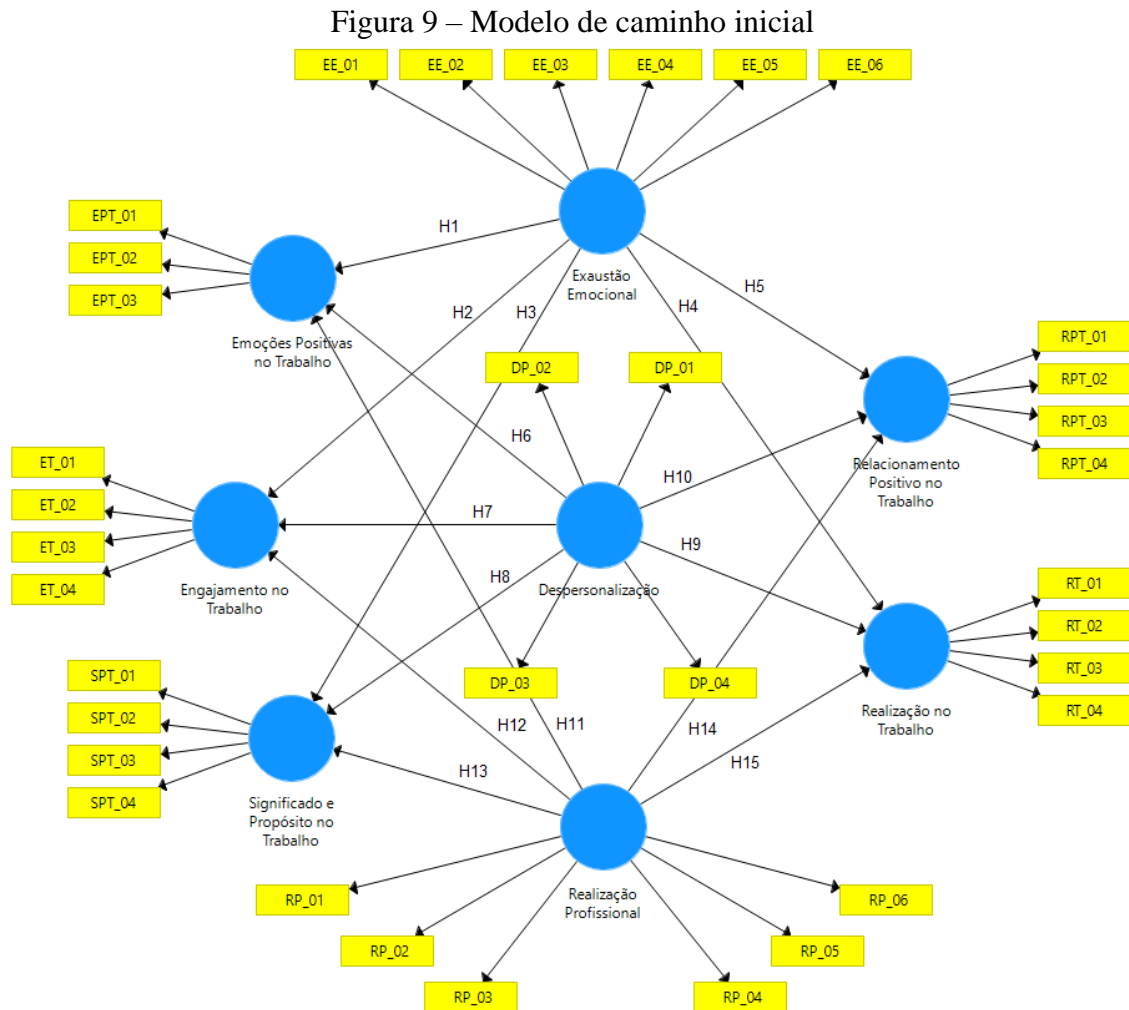 Figura 9 – Modelo de caminho inicial
EE_01
EE_02
EE_03
EE_04
EE_05
EE_06
EPT_01
EPT_02
EPT_03
H1
Exaustão
Emocional
H2
H3
H4
H5
Emoções Positivas
no Trabalho
DP_02
DP_01
RPT_01
RPT_02
RPT_03
RPT_04
H6
Relacionamento
Positivo no
Trabalho
ET_01
ET_02
ET_03
ET_04
H10
H7
H9
H8
Engajamento no
Trabalho
Despersonalização
RT_01
RT_02
RT_03
RT_04
SPT_01
SPT_02
SPT_03
SPT_04
DP_03
DP_04
Realização no
Trabalho
H12
H11
H14
H13
H15
Significado e
Propósito no
Trabalho
Realização
Profissional
RP_01
RP_02
RP_03
RP_04
RP_05
RP_06